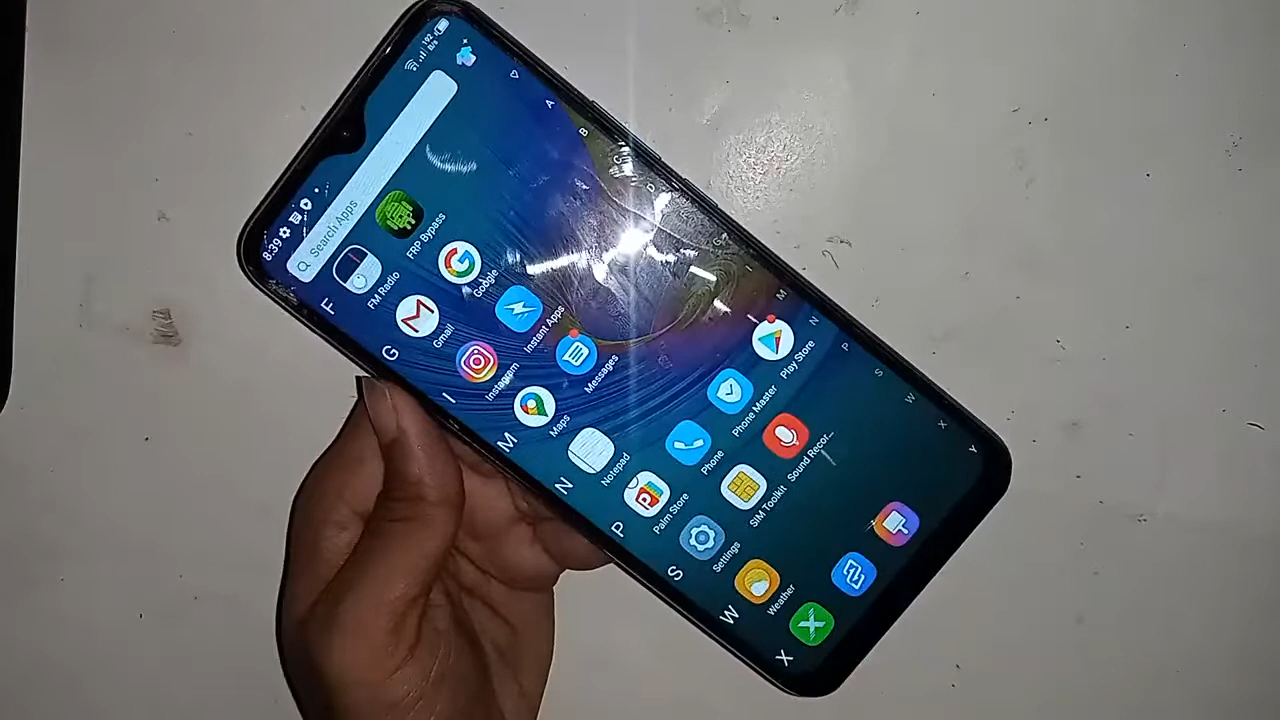 192
B/s
8:39
Search Apps
F
FM Radio
FRP Bypass
G
Gmail
Google
I
Instagram
Instant Apps
M
Maps
Messages
N
Notepad
P
Palm Store
Phone
Phone Master
Play Store
S
Settings
SIM Toolkit
Sound Recor...
W
Weather
X
A
B
C
D
G
I
M
N
P
S
W
X
Y